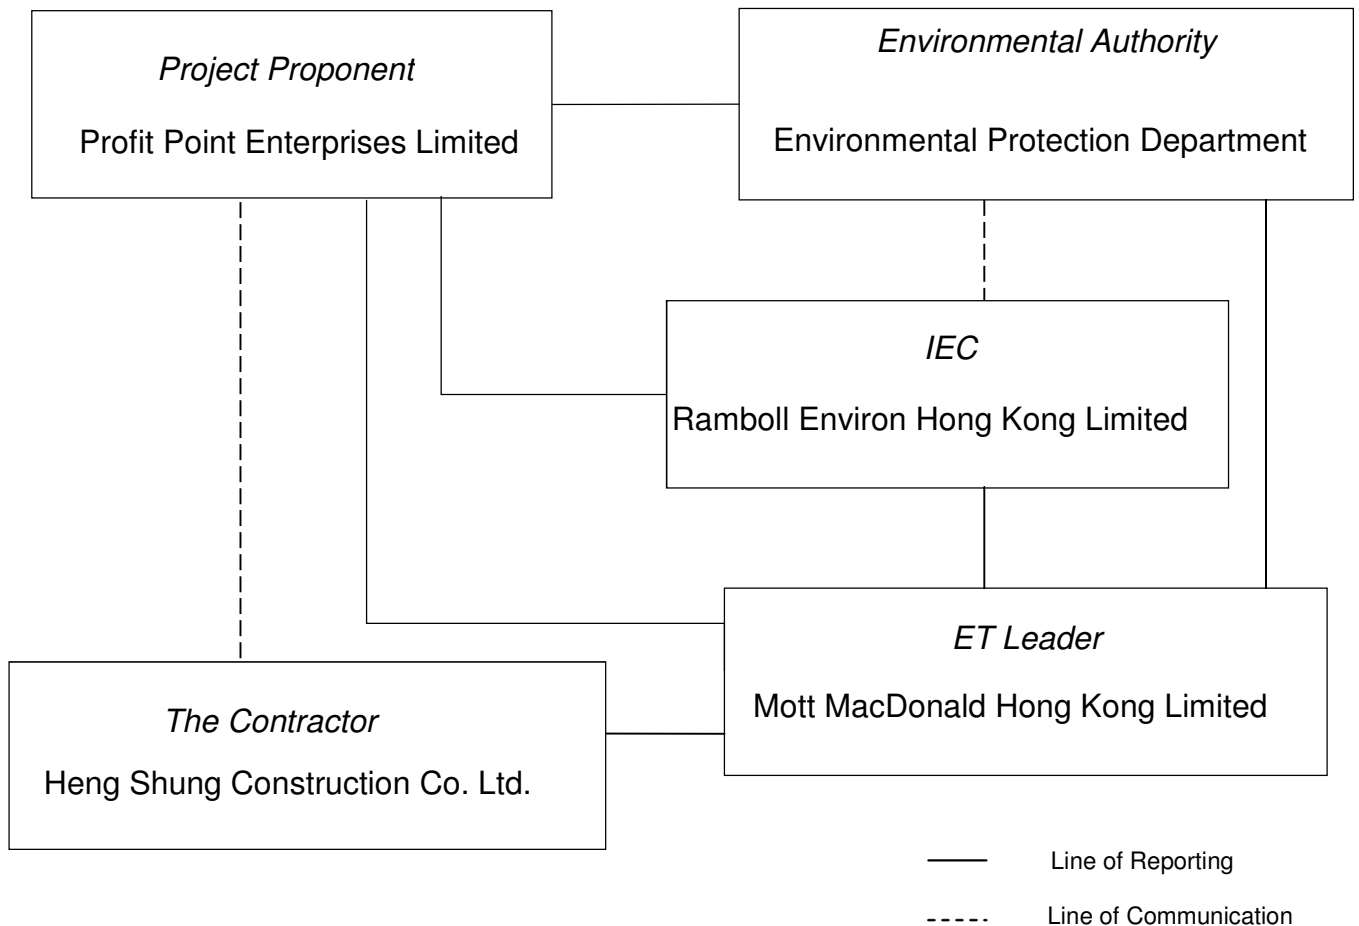 Project Proponent
Profit Point Enterprises Limited
Environmental Authority
Environmental Protection Department
IEC
Ramboll Environ Hong Kong Limited
ET Leader
Mott MacDonald Hong Kong Limited
The Contractor
Heng Shung Construction Co. Ltd.
Line of Reporting
Line of Communication